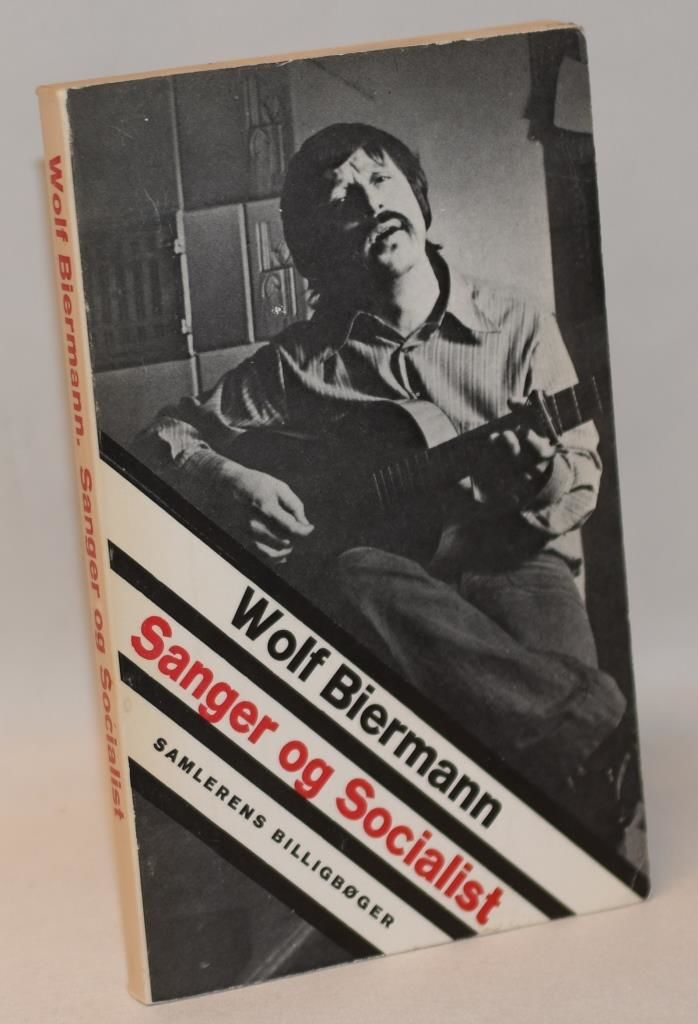 Wolf Biermann. Sanger og Socialist
Wolf Biermann
Sanger og Socialist
SAMLERENS BILLIGBØGER